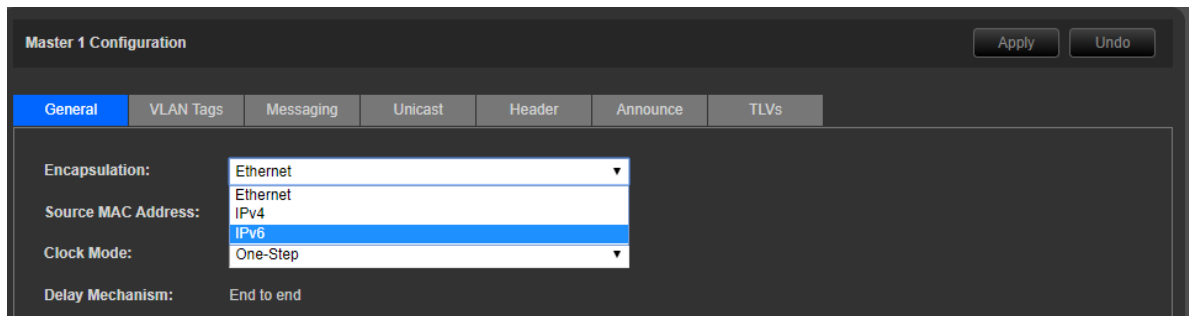 Master 1 Configuration Apply Undo
General VLAN Tags Messaging Unicast Header Announce TLVs
Encapsulation: Ethernet
Ethernet
Source MAC Address: IPv4
IPv6
Clock Mode: One-Step
Delay Mechanism: End to end